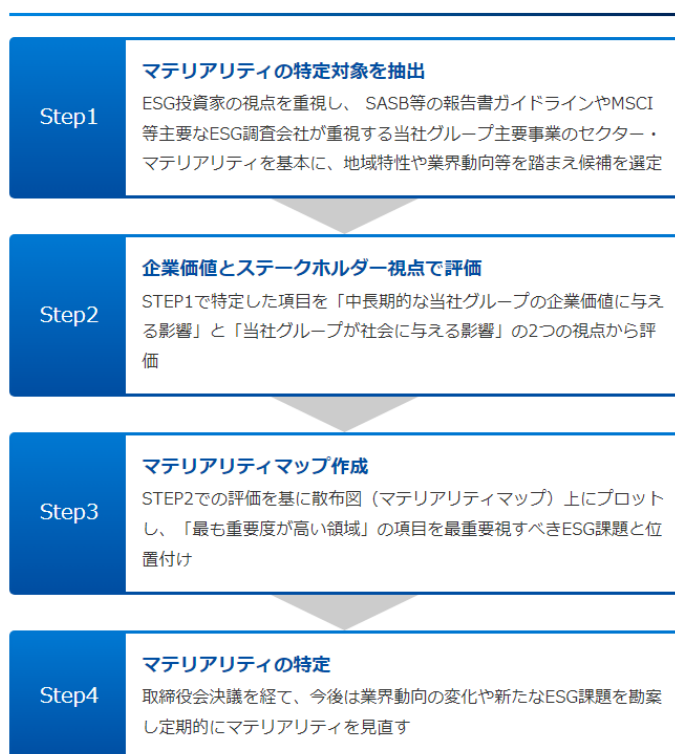 Step1
マテリアリティの特定対象を抽出
ESG投資家の視点を重視し、 SASB等の報告書ガイドラインやMSCI
等主要なESG調査会社が重視する当社グループ主要事業のセクター・
マテリアリティを基本に、地域特性や業界動向等を踏まえ候補を選定
Step2
企業価値とステークホルダー視点で評価
STEP1で特定した項目を「中長期的な当社グループの企業価値に与え
る影響」と「当社グループが社会に与える影響」の2つの視点から評
価
Step3
マテリアリティマップ作成
STEP2での評価を基に散布図（マテリアリティマップ）上にプロット
し、「最も重要度が高い領域」の項目を最重要視すべきESG課題と位
置付け
Step4
マテリアリティの特定
取締役会決議を経て、今後は業界動向の変化や新たなESG課題を勘案
し定期的にマテリアリティを見直す